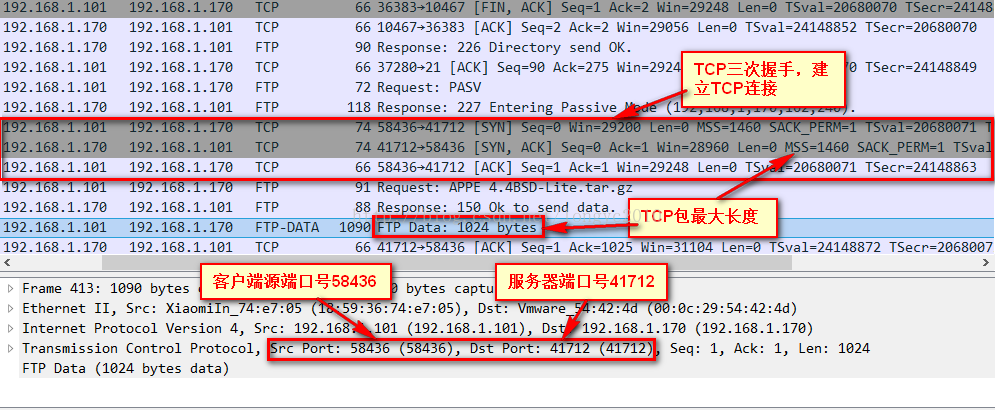 192.168.1.101 192.168.1.170 TCP 66 36383→10467 [FIN, ACK] Seq=1 Ack=2 Win=29248 Len=0 TSval=20680070 TSecr=24148
192.168.1.101 192.168.1.170 TCP 66 10467→36383 [ACK] Seq=2 Ack=2 Win=29056 Len=0 TSval=24148852 TSecr=20680070
192.168.1.101 192.168.1.170 FTP 90 Response: 226 Directory send OK.
192.168.1.101 192.168.1.170 TCP 66 37280→21 [ACK] Seq=90 Ack=275 Win=2924 TSecr=24148849
192.168.1.101 192.168.1.170 FTP 72 Request: PASV
192.168.1.101 192.168.1.170 FTP 118 Response: 227 Entering Passive Mode (192,168,1,170,162,240).
TCP三次握手，建
立TCP连接
192.168.1.101 192.168.1.170 TCP 74 58436→41712 [SYN] Seq=0 Win=29200 Len=0 MSS=1460 SACK_PERM=1 TSval=20680071 T
192.168.1.101 192.168.1.170 TCP 74 41712→58436 [SYN, ACK] Seq=0 Ack=1 Win=28960 Len=0 MSS=1460 SACK_PERM=1 TSval
192.168.1.101 192.168.1.170 TCP 66 58436→41712 [ACK] Seq=1 Ack=1 Win=29248 Len=0 TSval=20680071 TSecr=24148863
192.168.1.101 192.168.1.170 FTP 91 Request: APPE 4.4BSD-Lite.tar.gz
192.168.1.101 192.168.1.170 FTP 88 Response: 150 Ok to send data.
TCP包最大长度
192.168.1.101 192.168.1.170 FTP-DATA 1090 FTP Data: 1024 bytes
192.168.1.101 192.168.1.170 TCP 66 41712→58436 [ACK] Seq=1 Ack=1025 Win=31104 Len=0 TSval=24148872 TSecr=2068007
客户端源端口号58436
服务器端口号41712
Frame 413: 1090 bytes 0 bytes captu
Ethernet II, Src: XiaomiIn_74:e7:05 (18:59:36:74:e7:05), Dst: Vmware_54:42:4d (00:0c:29:54:42:4d)
Internet Protocol Version 4, Src: 192.168.1.101 (192.168.1.101), Dst: 192.168.1.170 (192.168.1.170)
Transmission Control Protocol, Src Port: 58436 (58436), Dst Port: 41712 (41712), Seq: 1, Ack: 1, Len: 1024
FTP Data (1024 bytes data)